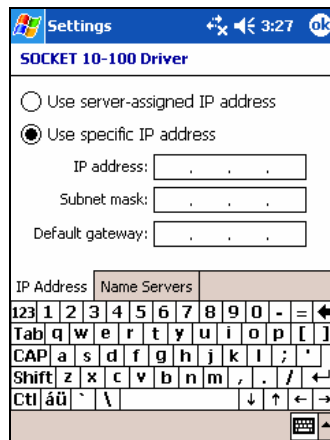 Settings 3:27 ok
SOCKET 10-100 Driver
Use server-assigned IP address
Use specific IP address
IP address: . . .
Subnet mask: . . .
Default gateway: . . .
IP Address Name Servers
123 1 2 3 4 5 6 7 8 9 0 - =
Tab q w e r t y u i o p [ ]
CAP a s d f g h j k l ; '
Shift z x c v b n m , . /
Ctl áü ` \